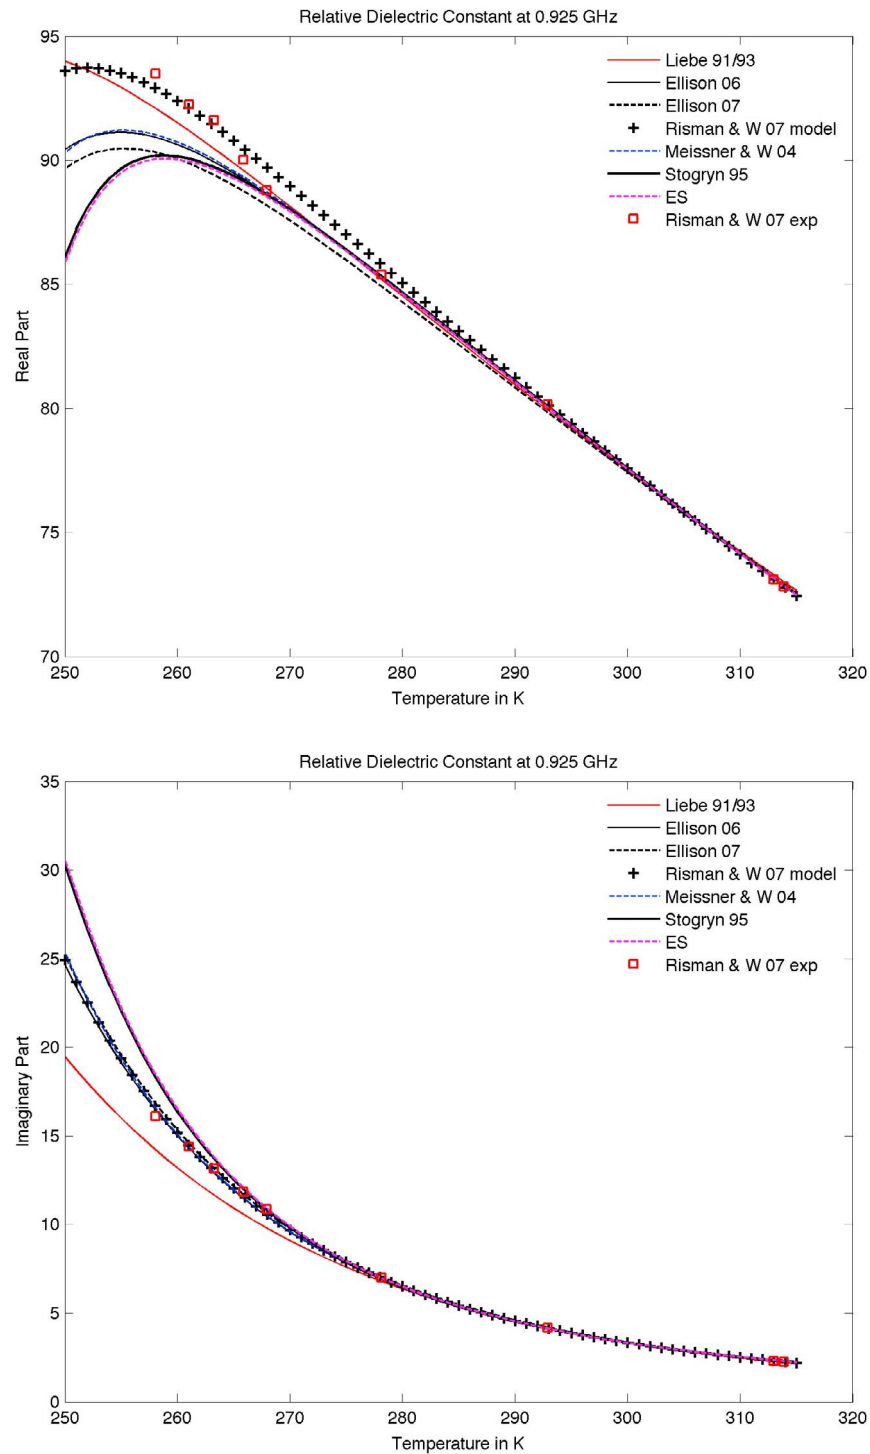 Relative Dielectric Constant at 0.925 GHz
95
90
85
80
75
70
Real Part
Liebe 91/93
Ellison 06
Ellison 07
Risman & W 07 model
Meissner & W 04
Stogryn 95
ES
Risman & W 07 exp
250
260
270
280
290
300
310
320
Temperature in K
Relative Dielectric Constant at 0.925 GHz
35
30
25
20
15
10
5
0
Imaginary Part
Liebe 91/93
Ellison 06
Ellison 07
Risman & W 07 model
Meissner & W 04
Stogryn 95
ES
Risman & W 07 exp
250
260
270
280
290
300
310
320
Temperature in K